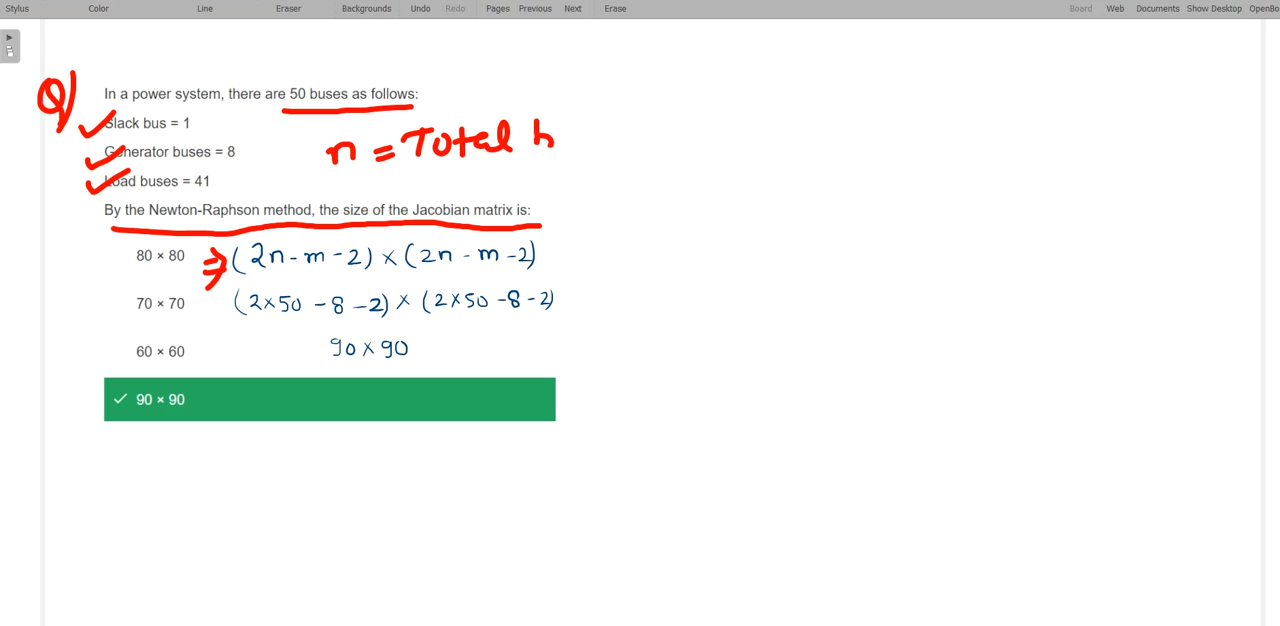 Stylus Color Line Eraser Backgrounds Undo Redo Pages Previous Next Erase Board Web Documents Show Desktop OpenBo
Q)
In a power system, there are 50 buses as follows:
Slack bus = 1
n = Total b
Generator buses = 8
Load buses = 41
By the Newton-Raphson method, the size of the Jacobian matrix is:
80 × 80 ⇒ (2n - m - 2) × (2n - m - 2)
70 × 70 (2×50 - 8 - 2) × (2×50 - 8 - 2)
60 × 60 90 × 90
✓ 90 × 90